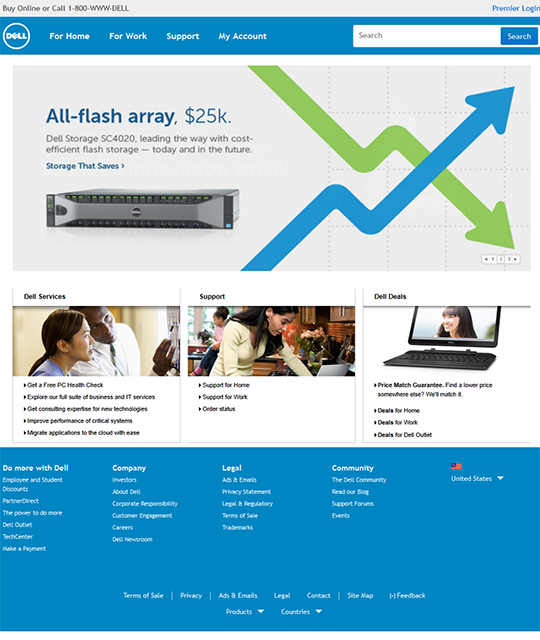 Buy Online or Call 1-800-WWW-DELL
Premier Login
DELL
For Home
For Work
Support
My Account
Search
Search
All-flash array, $25k.
Dell Storage SC4020, leading the way with cost-
efficient flash storage — today and in the future.
Storage That Saves ›
1 2 3
Dell Services
Get a Free PC Health Check
Explore our full suite of business and IT services
Get consulting expertise for new technologies
Improve performance of critical systems
Migrate applications to the cloud with ease
Support
Support for Home
Support for Work
Order status
Dell Deals
Price Match Guarantee. Find a lower price
somewhere else? We'll match it.
Deals for Home
Deals for Work
Deals for Dell Outlet
Do more with Dell
Employee and Student
Discounts
PartnerDirect
The power to do more
Dell Outlet
TechCenter
Make a Payment
Company
Investors
About Dell
Corporate Responsibility
Customer Engagement
Careers
Dell Newsroom
Legal
Ads & Emails
Privacy Statement
Legal & Regulatory
Terms of Sale
Trademarks
Community
The Dell Community
Read our Blog
Support Forums
Events
United States
Terms of Sale
Privacy
Ads & Emails
Legal
Contact
Site Map
(-) Feedback
Products
Countries